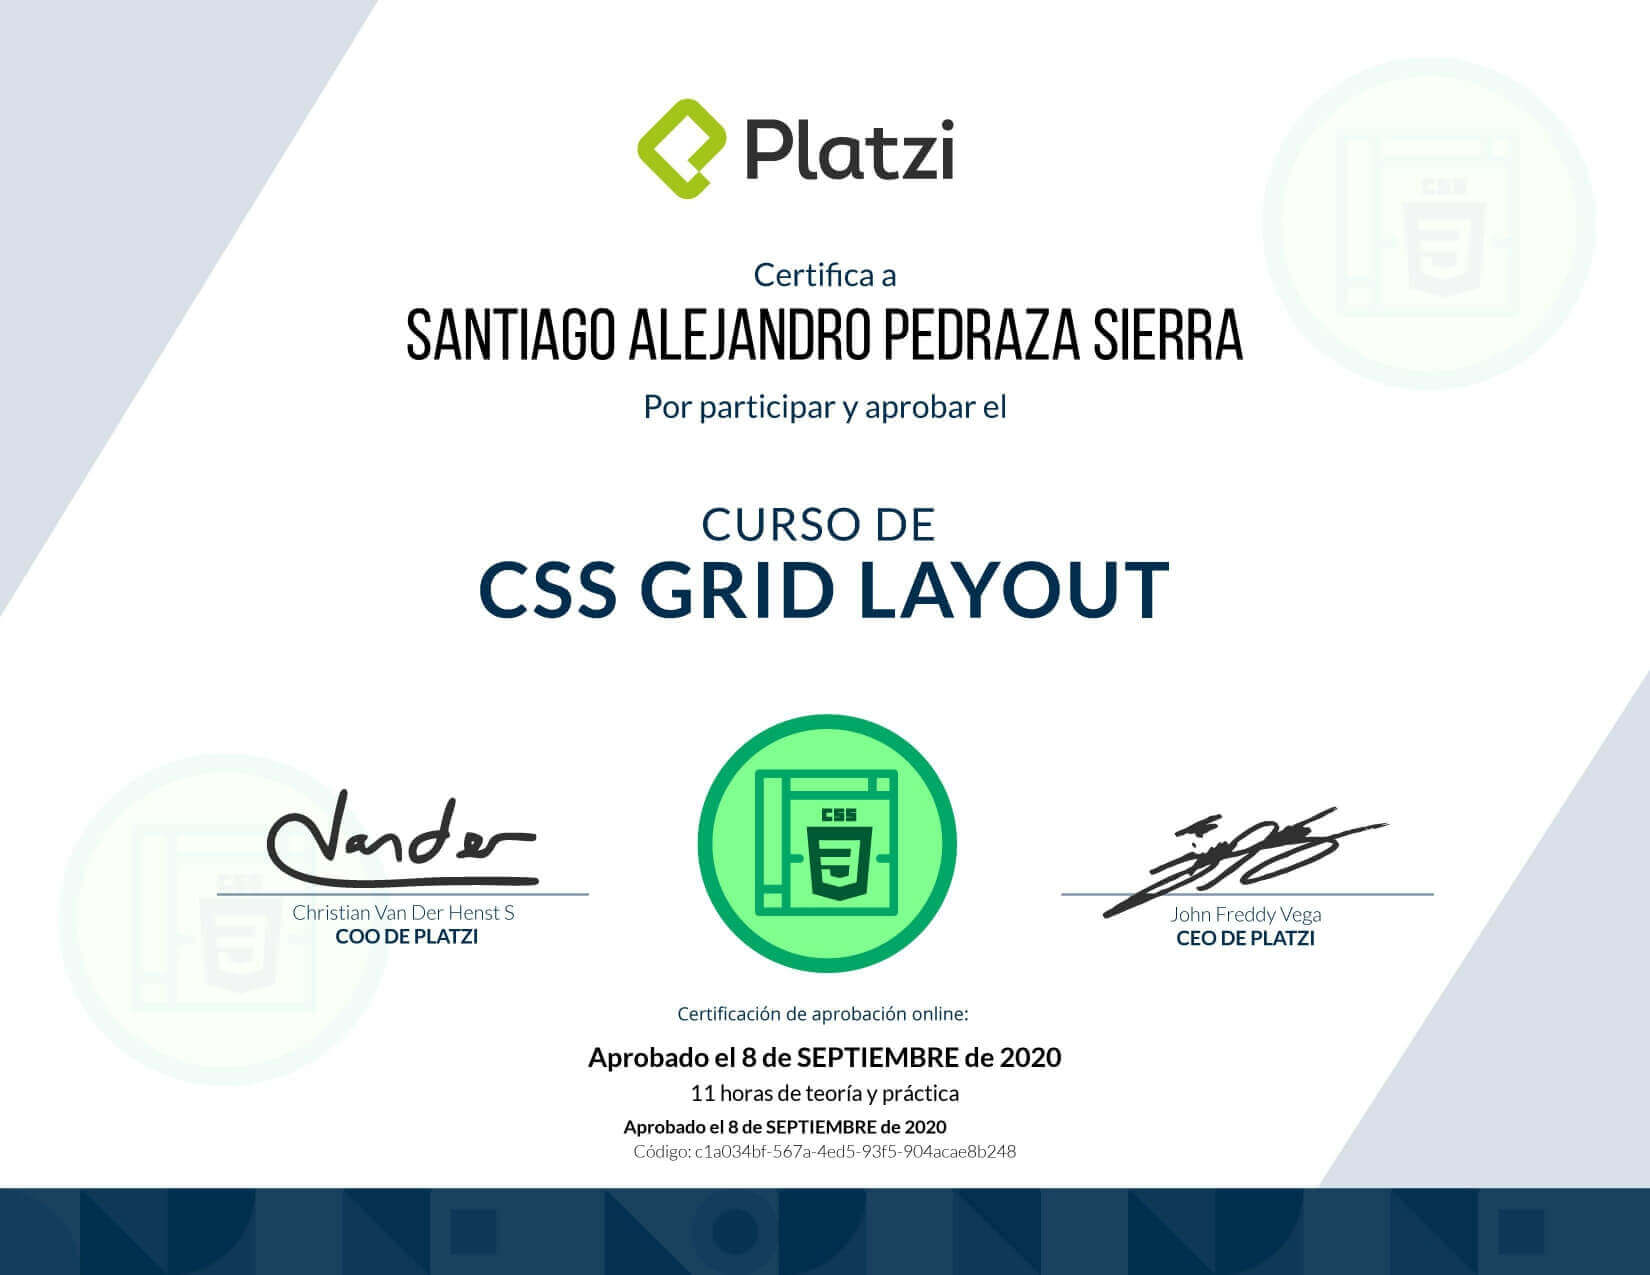 Platzi
Certifica a
SANTIAGO ALEJANDRO PEDRAZA SIERRA
Por participar y aprobar el
CURSO DE
CSS GRID LAYOUT
CSS
CSS
CSS
Vander
Christian Van Der Henst S
COO DE PLATZI
John Freddy Vega
CEO DE PLATZI
Certificación de aprobación online:
Aprobado el 8 de SEPTIEMBRE de 2020
11 horas de teoría y práctica
Aprobado el 8 de SEPTIEMBRE de 2020
Código: c1a034bf-567a-4ed5-93f5-904acae8b248